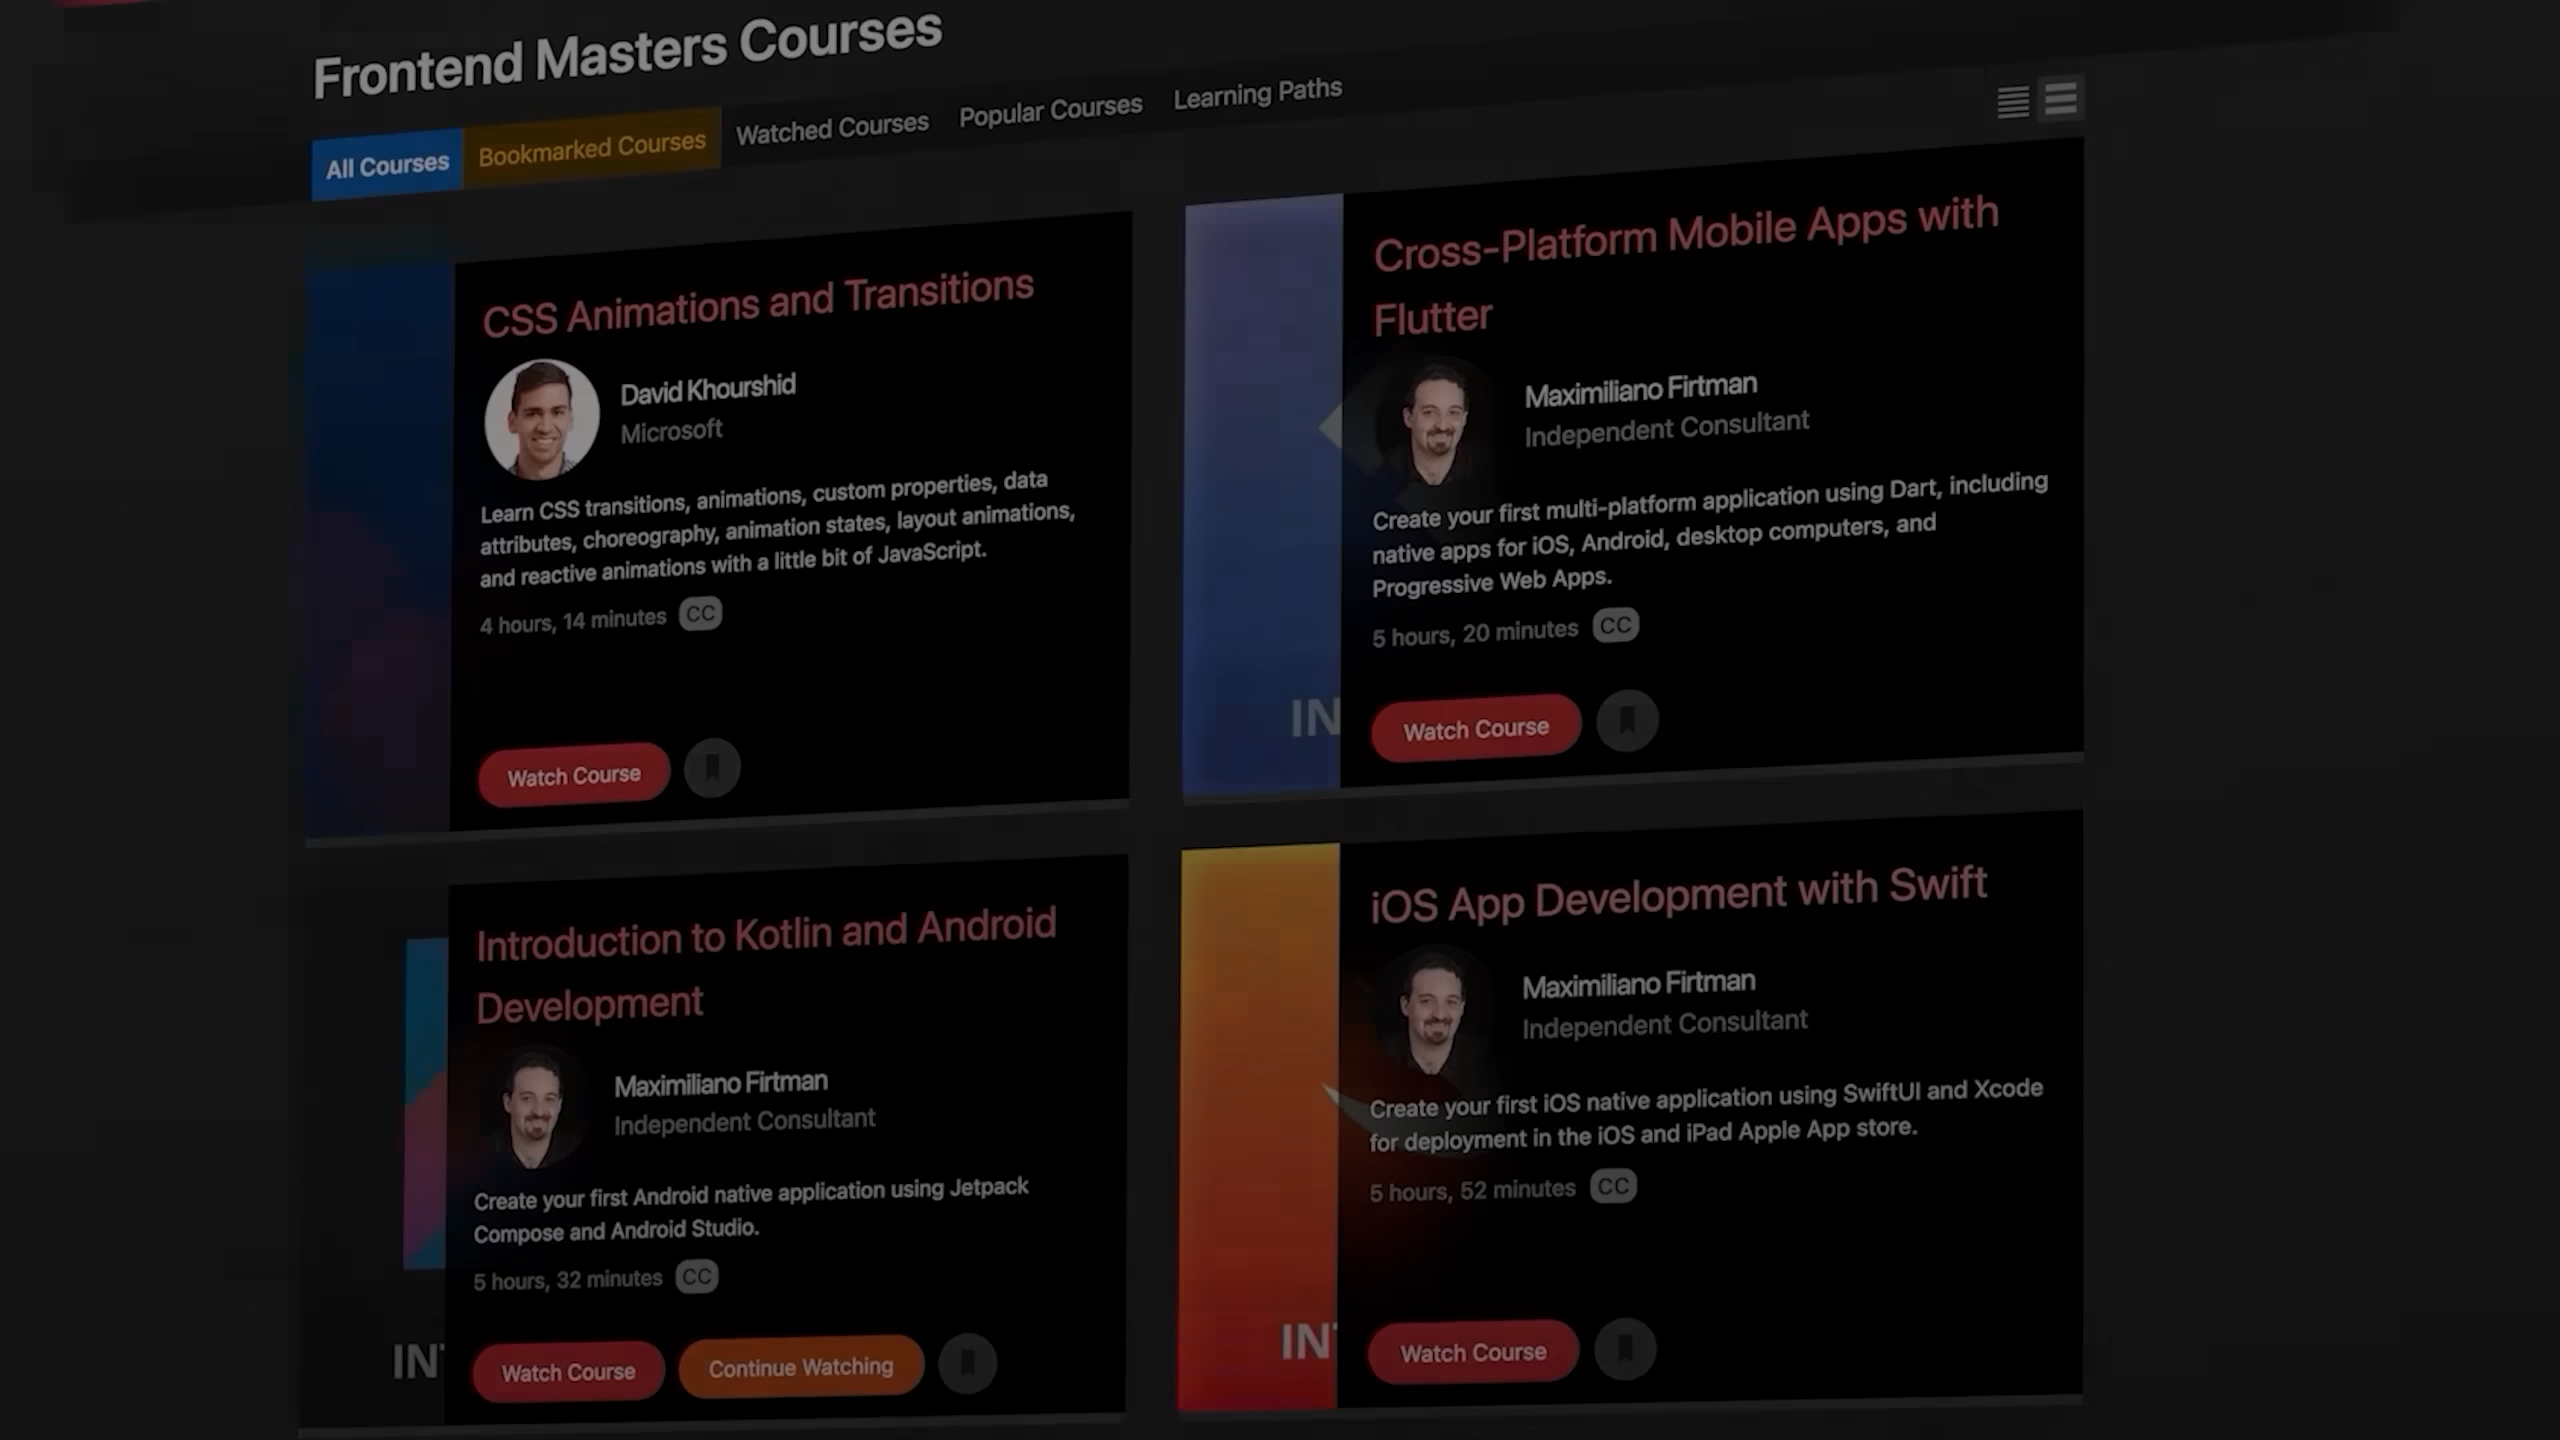 Frontend Masters Courses
All Courses
Bookmarked Courses
Watched Courses
Popular Courses
Learning Paths
CSS Animations and Transitions
David Khourshid
Microsoft
Learn CSS transitions, animations, custom properties, data
attributes, choreography, animation states, layout animations,
and reactive animations with a little bit of JavaScript.
4 hours, 14 minutes CC
Watch Course
Cross-Platform Mobile Apps with
Flutter
Maximiliano Firtman
Independent Consultant
Create your first multi-platform application using Dart, including
native apps for iOS, Android, desktop computers, and
Progressive Web Apps.
5 hours, 20 minutes CC
IN
Watch Course
Introduction to Kotlin and Android
Development
Maximiliano Firtman
Independent Consultant
Create your first Android native application using Jetpack
Compose and Android Studio.
5 hours, 32 minutes CC
INT
Watch Course
Continue Watching
iOS App Development with Swift
Maximiliano Firtman
Independent Consultant
Create your first iOS native application using SwiftUI and Xcode
for deployment in the iOS and iPad Apple App store.
5 hours, 52 minutes CC
INT
Watch Course